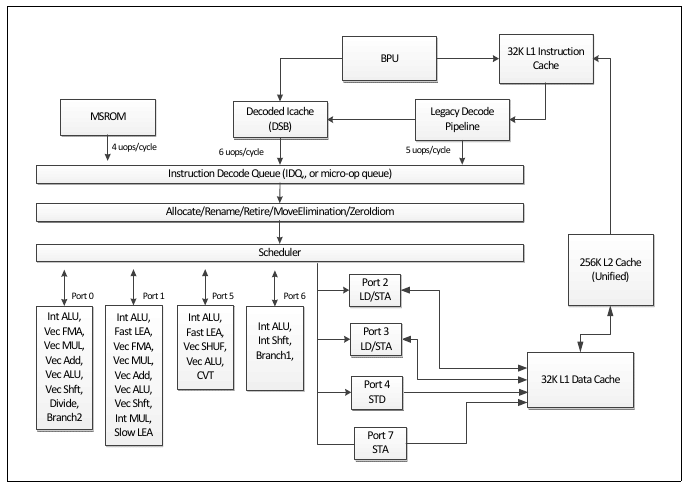 BPU
32K L1 Instruction
Cache
MSROM
Decoded Icache
(DSB)
Legacy Decode
Pipeline
4 uops/cycle
6 uops/cycle
5 uops/cycle
Instruction Decode Queue (IDQ,, or micro-op queue)
Allocate/Rename/Retire/MoveElimination/ZeroIdiom
Scheduler
256K L2 Cache
(Unified)
Port 0
Int ALU,
Vec FMA,
Vec MUL,
Vec Add,
Vec ALU,
Vec Shft,
Divide,
Branch2
Port 1
Int ALU,
Fast LEA,
Vec FMA,
Vec MUL,
Vec Add,
Vec ALU,
Vec Shft,
Int MUL,
Slow LEA
Port 5
Int ALU,
Fast LEA,
Vec SHUF,
Vec ALU,
CVT
Port 6
Int ALU,
Int Shft,
Branch1,
Port 2
LD/STA
Port 3
LD/STA
Port 4
STD
Port 7
STA
32K L1 Data Cache